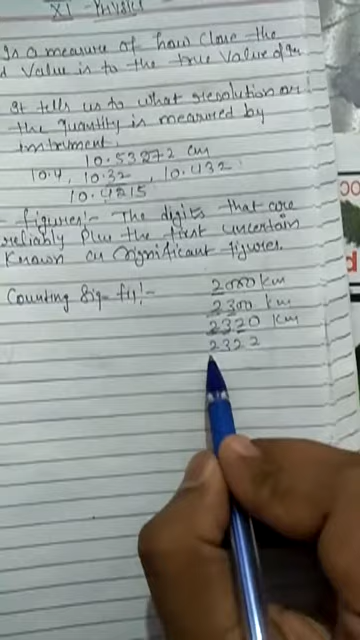 XI - Physics
Is a measure of how close the
d value is to the true value of the
It tells us to what resolution or
the quantity is measured by
instrument.
10.53272 cm
10.4, 10.32, 10.432
10.4215
- figures:- The digits that are
reliably plus the first uncertain
known as significant figures.
Counting Sig- fig!-
2000 km
2300 km
2320 km
2322